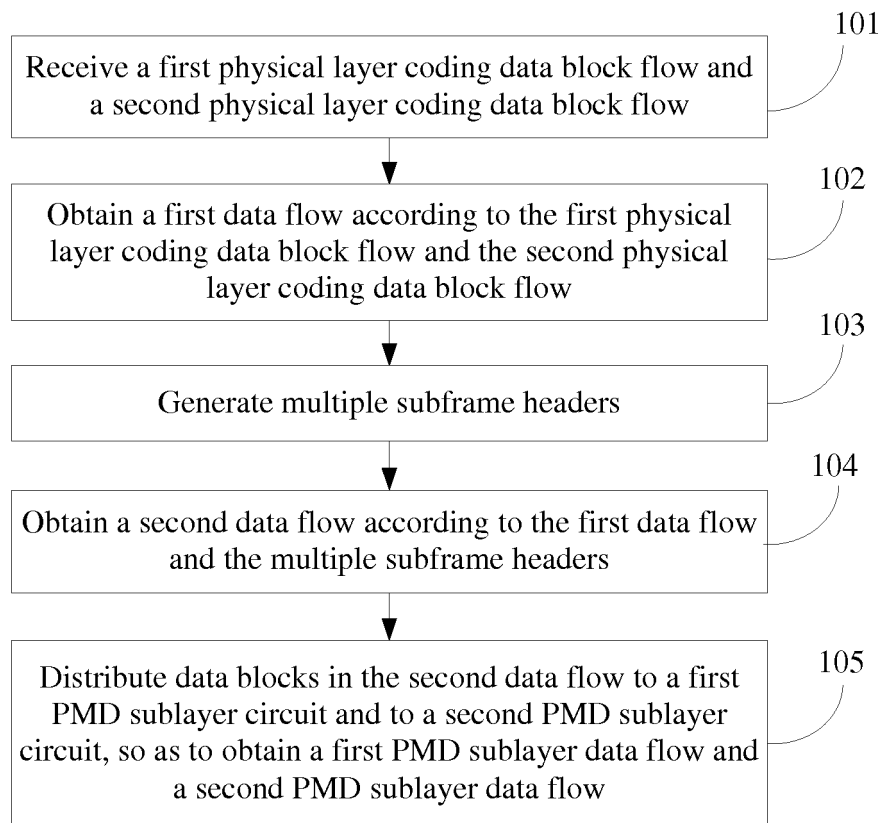 101
Receive a first physical layer coding data block flow and
a second physical layer coding data block flow
102
Obtain a first data flow according to the first physical
layer coding data block flow and the second physical
layer coding data block flow
103
Generate multiple subframe headers
104
Obtain a second data flow according to the first data flow
and the multiple subframe headers
105
Distribute data blocks in the second data flow to a first
PMD sublayer circuit and to a second PMD sublayer
circuit, so as to obtain a first PMD sublayer data flow and
a second PMD sublayer data flow